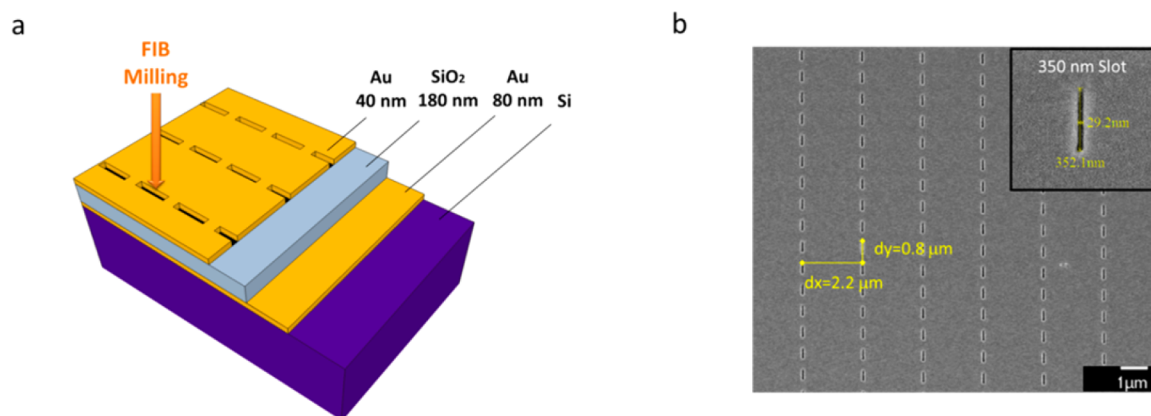 a
FIB
Milling
Au SiO₂ Au
40 nm 180 nm 80 nm Si
b
350 nm Slot
29.2nm
352.1nm
dy=0.8 μm
dx=2.2 μm
1μm